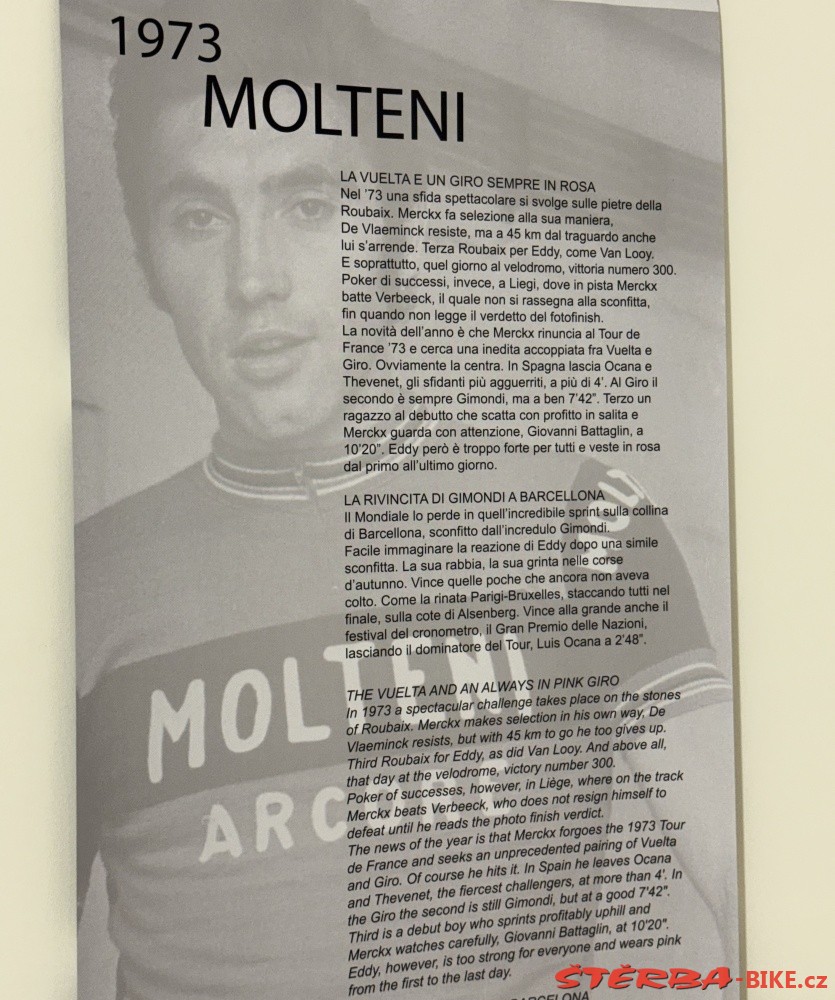 1973
MOLTENI
LA VUELTA E UN GIRO SEMPRE IN ROSA
Nel '73 una sfida spettacolare si svolge sulle pietre della
Roubaix. Merckx fa selezione alla sua maniera,
De Vlaeminck resiste, ma a 45 km dal traguardo anche
lui s'arrende. Terza Roubaix per Eddy, come Van Looy.
E soprattutto, quel giorno al velodromo, vittoria numero 300.
Poker di successi, invece, a Liegi, dove in pista Merckx
batte Verbeeck, il quale non si rassegna alla sconfitta,
fin quando non legge il verdetto del fotofinish.
La novità dell'anno è che Merckx rinuncia al Tour de
France '73 e cerca una inedita accoppiata fra Vuelta e
Giro. Ovviamente la centra. In Spagna lascia Ocana e
Thevenet, gli sfidanti più agguerriti, a più di 4'. Al Giro il
secondo è sempre Gimondi, ma a ben 7'42". Terzo un
ragazzo al debutto che scatta con profitto in salita e
Merckx guarda con attenzione, Giovanni Battaglin, a
10'20". Eddy però è troppo forte per tutti e veste in rosa
dal primo all'ultimo giorno.
LA RIVINCITA DI GIMONDI A BARCELLONA
Il Mondiale lo perde in quell'incredibile sprint sulla collina
di Barcellona, sconfitto dall'incredulo Gimondi.
Facile immaginare la reazione di Eddy dopo una simile
sconfitta. La sua rabbia, la sua grinta nelle corse
d'autunno. Vince quelle poche che ancora non aveva
colto. Come la rinata Parigi-Bruxelles, staccando tutti nel
finale, sulla cote di Alsenberg. Vince alla grande anche il
festival del cronometro, il Gran Premio delle Nazioni,
lasciando il dominatore del Tour, Luis Ocana a 2'48".
THE VUELTA AND AN ALWAYS IN PINK GIRO
In 1973 a spectacular challenge takes place on the stones
of Roubaix. Merckx makes selection in his own way, De
Vlaeminck resists, but with 45 km to go he too gives up.
Third Roubaix for Eddy, as did Van Looy. And above all,
that day at the velodrome, victory number 300.
Poker of successes, however, in Liège, where on the track
Merckx beats Verbeeck, who does not resign himself to
defeat until he reads the photo finish verdict.
The news of the year is that Merckx forgoes the 1973 Tour
de France and seeks an unprecedented pairing of Vuelta
and Giro. Of course he hits it. In Spain he leaves Ocana
and Thevenet, the fiercest challengers, at more than 4'. In
the Giro the second is still Gimondi, but at a good 7'42".
Third is a debut boy who sprints profitably uphill and
Merckx watches carefully, Giovanni Battaglin, at 10'20".
Eddy, however, is too strong for everyone and wears pink
from the first to the last day.
MOLTENI
ARCORE
MOLT
ŠTĚRBA-BIKE.cz